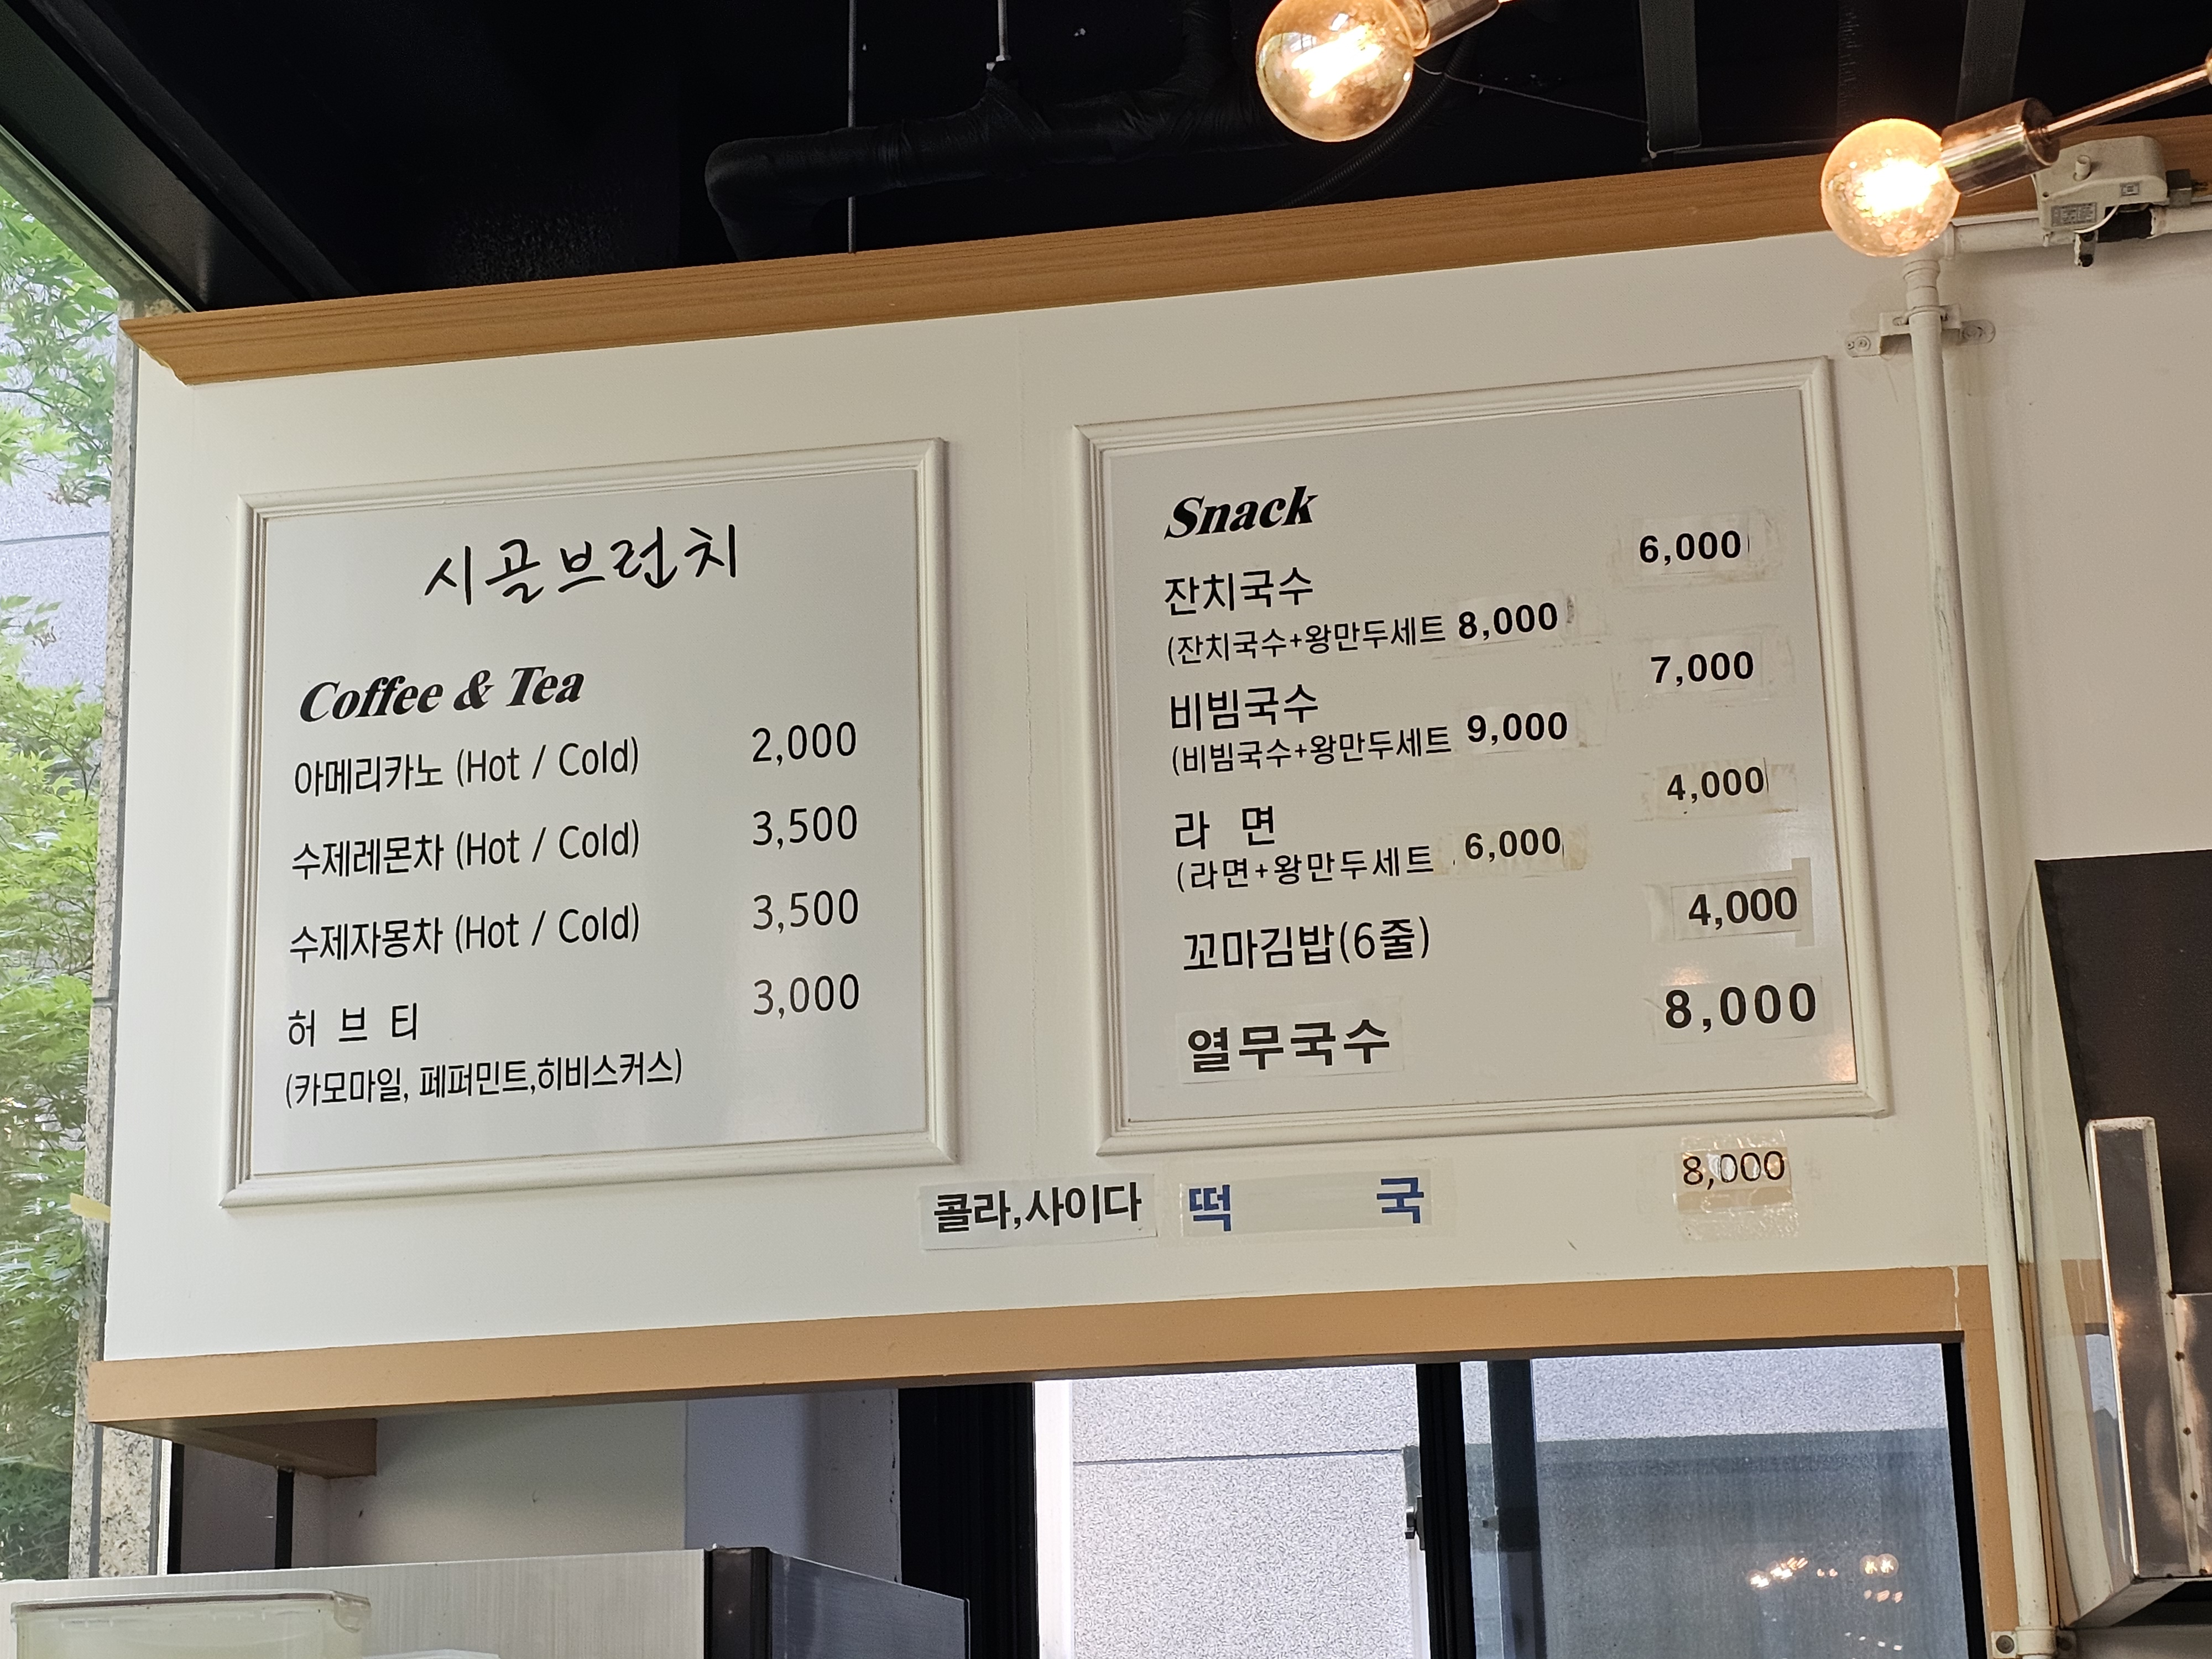 시골브런치
Coffee & Tea
아메리카노 (Hot / Cold) 2,000
수제레몬차 (Hot / Cold) 3,500
수제자몽차 (Hot / Cold) 3,500
허 브 티 3,000
(카모마일, 페퍼민트,히비스커스)
Snack
잔치국수 6,000
(잔치국수+왕만두세트 8,000
비빔국수 7,000
(비빔국수+왕만두세트 9,000
라 면 4,000
(라면+왕만두세트 6,000
꼬마김밥(6줄) 4,000
열무국수 8,000
콜라,사이다
떡 국 8,000